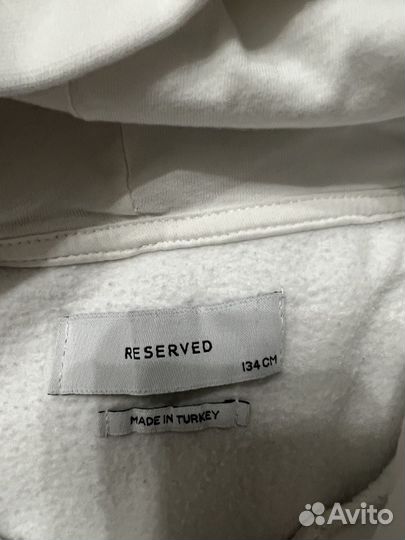 RESERVED
134 CM
MADE IN TURKEY
Avito